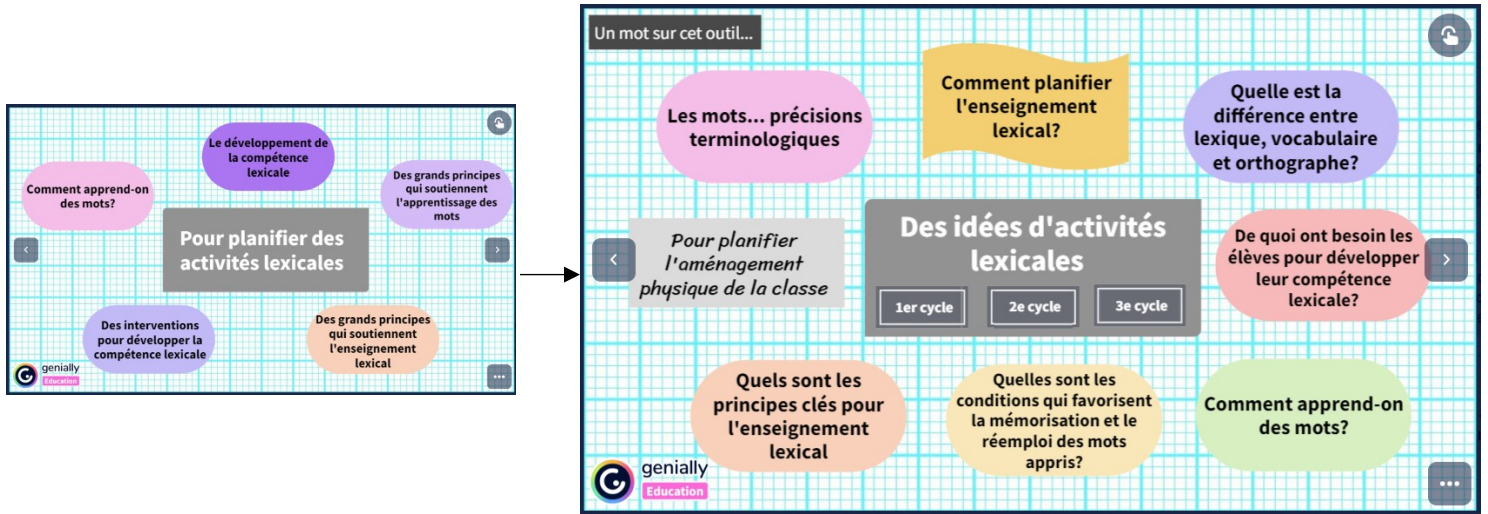 Le développement de
la compétence
lexicale
Comment apprend-on
des mots?
Des grands principes
qui soutiennent
l'apprentissage des
mots
Pour planifier des
activités lexicales
Des interventions
pour développer la
compétence lexicale
Des grands principes
qui soutiennent
l'enseignement
lexical
genially
Education
Un mot sur cet outil...
Les mots... précisions
terminologiques
Comment planifier
l'enseignement
lexical?
Quelle est la
différence entre
lexique, vocabulaire
et orthographe?
Pour planifier
l'aménagement
physique de la classe
Des idées d'activités
lexicales
1er cycle
2e cycle
3e cycle
De quoi ont besoin les
élèves pour développer
leur compétence
lexicale?
Quels sont les
principes clés pour
l'enseignement
lexical
Quelles sont les
conditions qui favorisent
la mémorisation et le
réemploi des mots
appris?
Comment apprend-on
des mots?
genially
Education